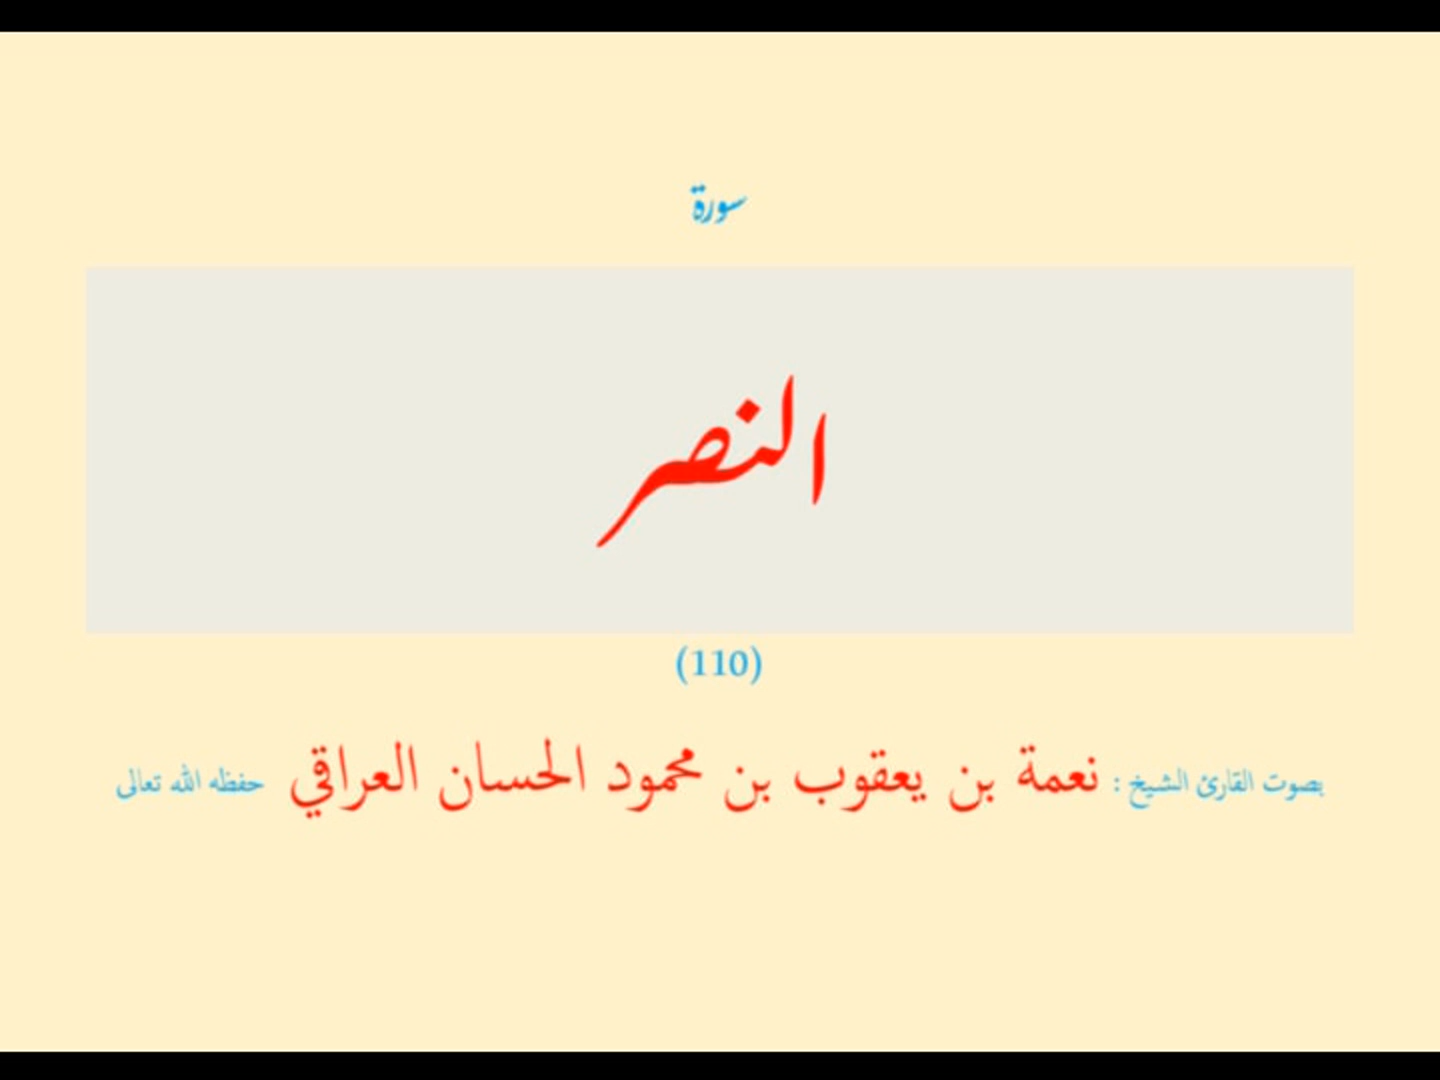 سورة
النصر
(110)
بصوت القارئ الشيخ : نعمة بن يعقوب بن محمود الحسان العراقي حفظه الله تعالى